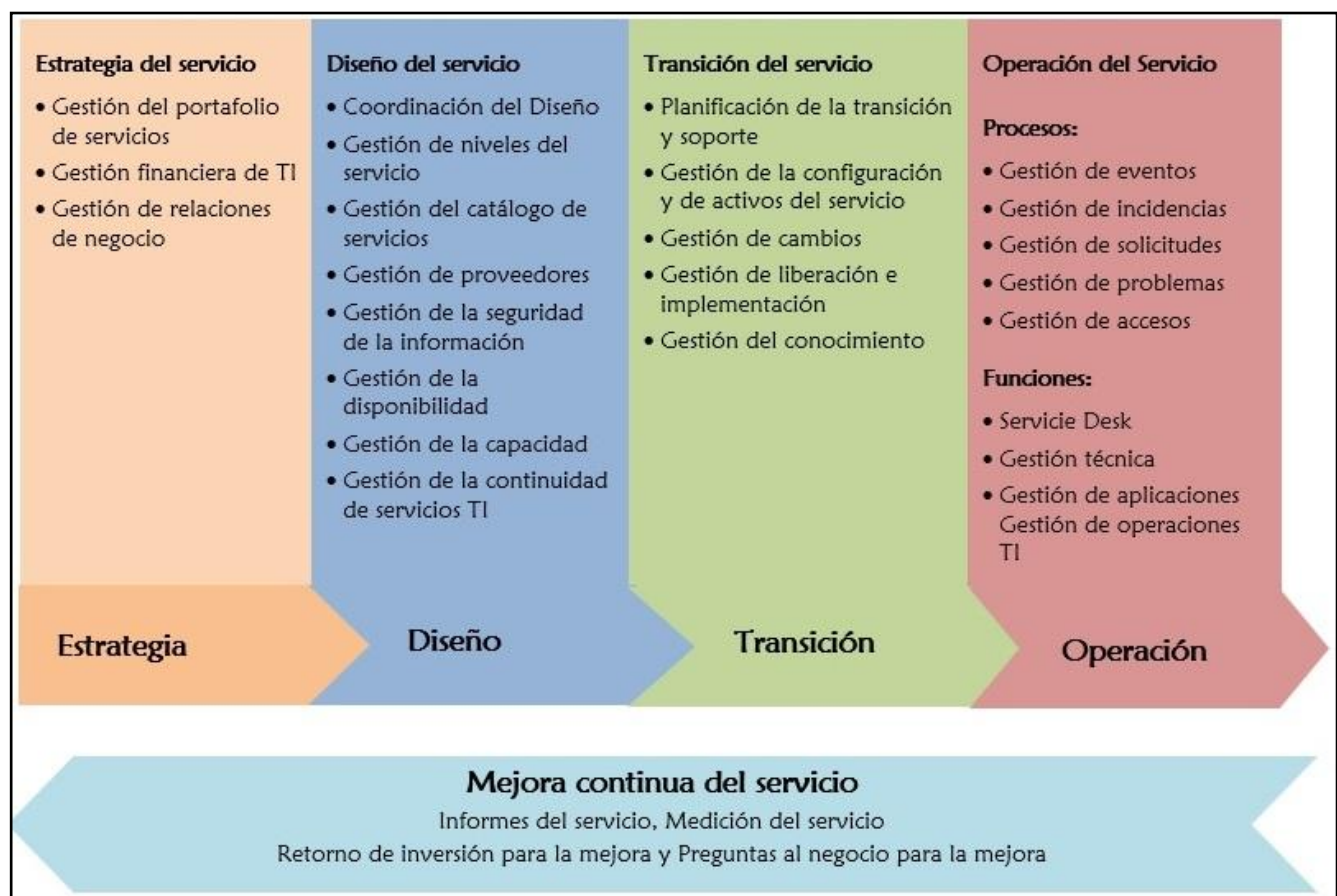 Estrategia del servicio
• Gestión del portafolio
de servicios
• Gestión financiera de TI
• Gestión de relaciones
de negocio
Diseño del servicio
• Coordinación del Diseño
• Gestión de niveles del
servicio
• Gestión del catálogo de
servicios
• Gestión de proveedores
• Gestión de la seguridad
de la información
• Gestión de la
disponibilidad
• Gestión de la capacidad
• Gestión de la continuidad
de servicios TI
Transición del servicio
• Planificación de la transición
y soporte
• Gestión de la configuración
y de activos del servicio
• Gestión de cambios
• Gestión de liberación e
implementación
• Gestión del conocimiento
Operación del Servicio
Procesos:
• Gestión de eventos
• Gestión de incidencias
• Gestión de solicitudes
• Gestión de problemas
• Gestión de accesos
Funciones:
• Servicie Desk
• Gestión técnica
• Gestión de aplicaciones
Gestión de operaciones
TI
Estrategia
Diseño
Transición
Operación
Mejora continua del servicio
Informes del servicio, Medición del servicio
Retorno de inversión para la mejora y Preguntas al negocio para la mejora